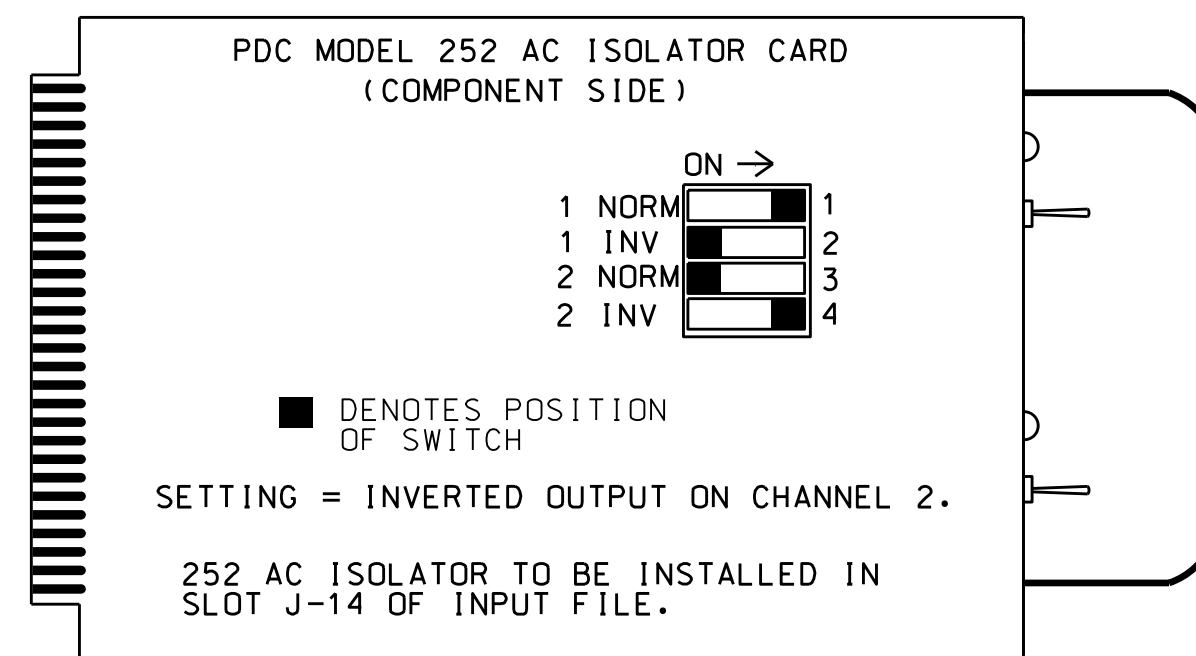 PDC MODEL 252 AC ISOLATOR CARD
(COMPONENT SIDE)
ON →
1 NORM 1
1 INV 2
2 NORM 3
2 INV 4
DENOTES POSITION
OF SWITCH
SETTING = INVERTED OUTPUT ON CHANNEL 2.
252 AC ISOLATOR TO BE INSTALLED IN
SLOT J-14 OF INPUT FILE.